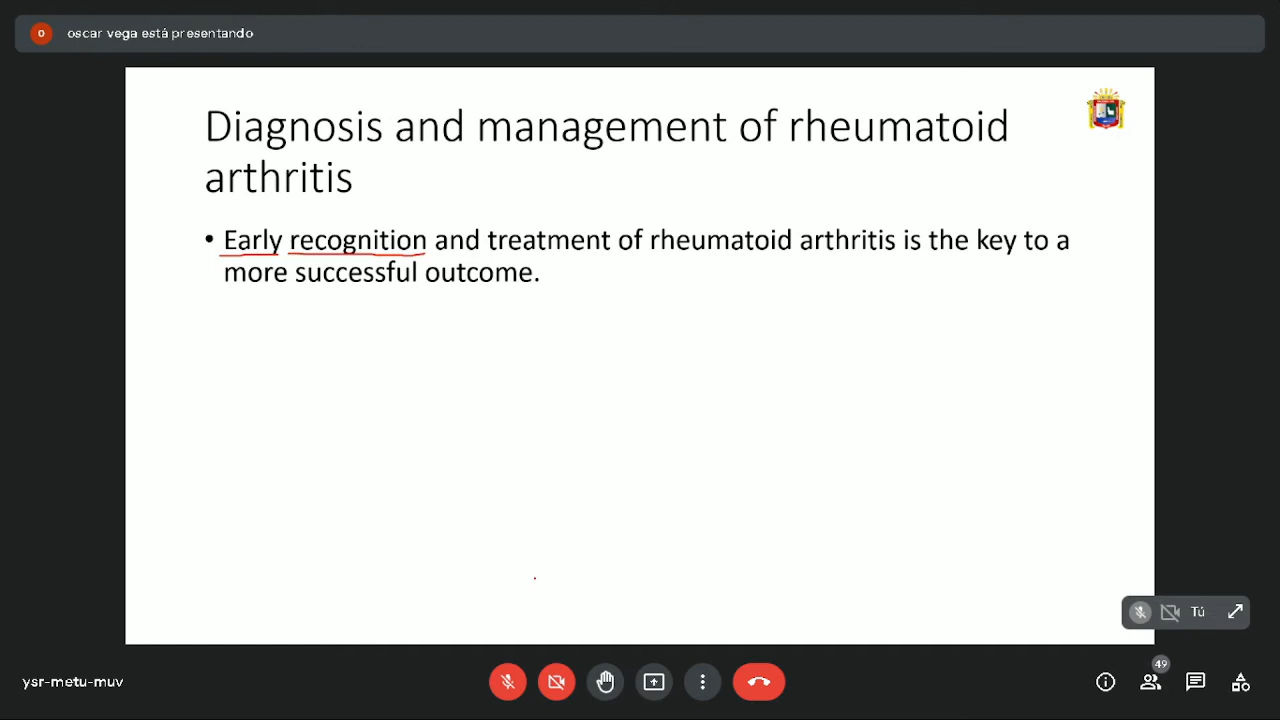 O
oscar vega está presentando
Diagnosis and management of rheumatoid
arthritis
• Early recognition and treatment of rheumatoid arthritis is the key to a
more successful outcome.
Tú
49
ysr-metu-muv